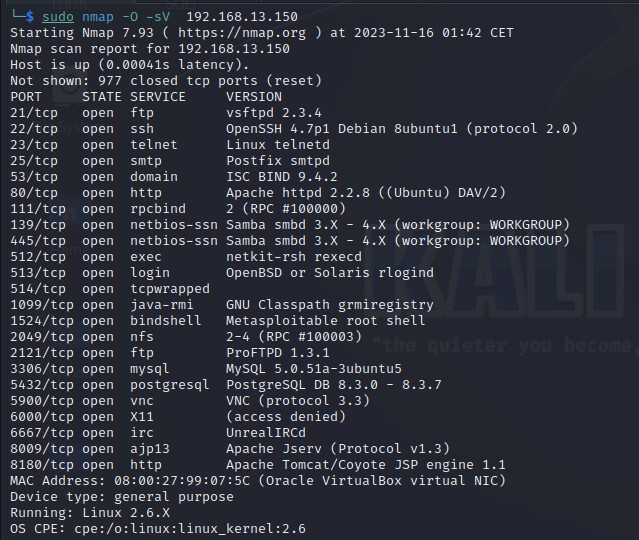 └─$ sudo nmap -O -sV  192.168.13.150
Starting Nmap 7.93 ( https://nmap.org ) at 2023-11-16 01:42 CET
Nmap scan report for 192.168.13.150
Host is up (0.00041s latency).
Not shown: 977 closed tcp ports (reset)
PORT     STATE SERVICE     VERSION
21/tcp   open  ftp         vsftpd 2.3.4
22/tcp   open  ssh         OpenSSH 4.7p1 Debian 8ubuntu1 (protocol 2.0)
23/tcp   open  telnet      Linux telnetd
25/tcp   open  smtp        Postfix smtpd
53/tcp   open  domain      ISC BIND 9.4.2
80/tcp   open  http        Apache httpd 2.2.8 ((Ubuntu) DAV/2)
111/tcp  open  rpcbind     2 (RPC #100000)
139/tcp  open  netbios-ssn Samba smbd 3.X - 4.X (workgroup: WORKGROUP)
445/tcp  open  netbios-ssn Samba smbd 3.X - 4.X (workgroup: WORKGROUP)
512/tcp  open  exec        netkit-rsh rexecd
513/tcp  open  login       OpenBSD or Solaris rlogind
514/tcp  open  tcpwrapped
1099/tcp open  java-rmi    GNU Classpath grmiregistry
1524/tcp open  bindshell   Metasploitable root shell
2049/tcp open  nfs         2-4 (RPC #100003)
2121/tcp open  ftp         ProFTPD 1.3.1
3306/tcp open  mysql       MySQL 5.0.51a-3ubuntu5
5432/tcp open  postgresql  PostgreSQL DB 8.3.0 - 8.3.7
5900/tcp open  vnc         VNC (protocol 3.3)
6000/tcp open  X11         (access denied)
6667/tcp open  irc         UnrealIRCd
8009/tcp open  ajp13       Apache Jserv (Protocol v1.3)
8180/tcp open  http        Apache Tomcat/Coyote JSP engine 1.1
MAC Address: 08:00:27:99:07:5C (Oracle VirtualBox virtual NIC)
Device type: general purpose
Running: Linux 2.6.X
OS CPE: cpe:/o:linux:linux_kernel:2.6
KALI
"the quieter you become,